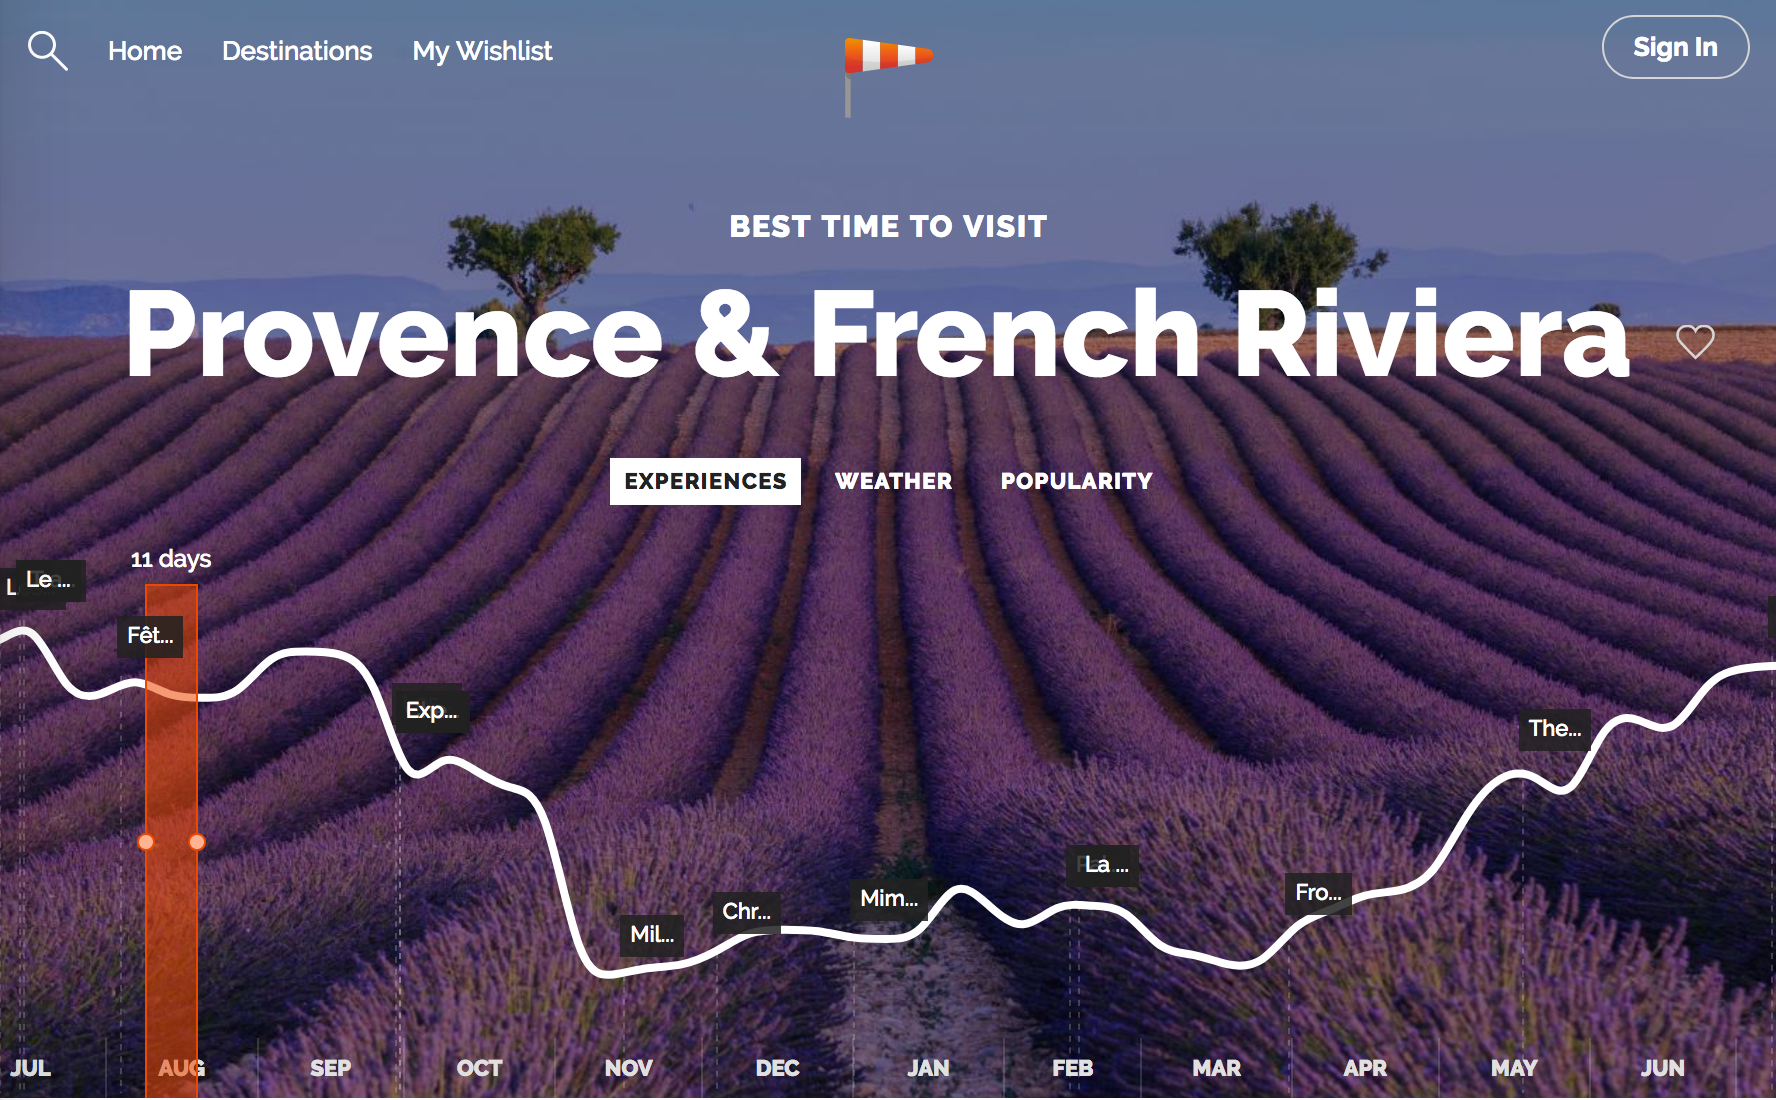 Home Destinations My Wishlist Sign In
BEST TIME TO VISIT
Provence & French Riviera
EXPERIENCES WEATHER POPULARITY
11 days
L
Le ...
Fêt...
Exp...
The...
La ...
Fro...
Mim...
Chr...
Mil...
JUL AUG SEP OCT NOV DEC JAN FEB MAR APR MAY JUN